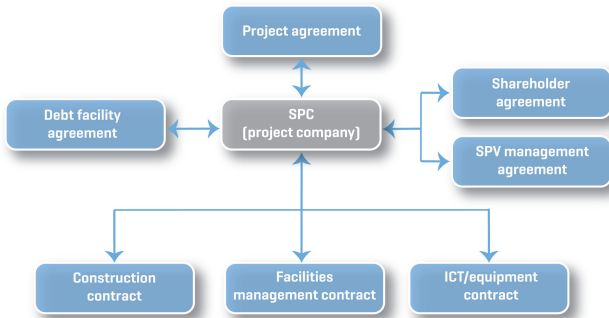 Project agreement
Debt facility
agreement
SPC
(project company)
Shareholder
agreement
SPV management
agreement
Construction
contract
Facilities
management contract
ICT/equipment
contract